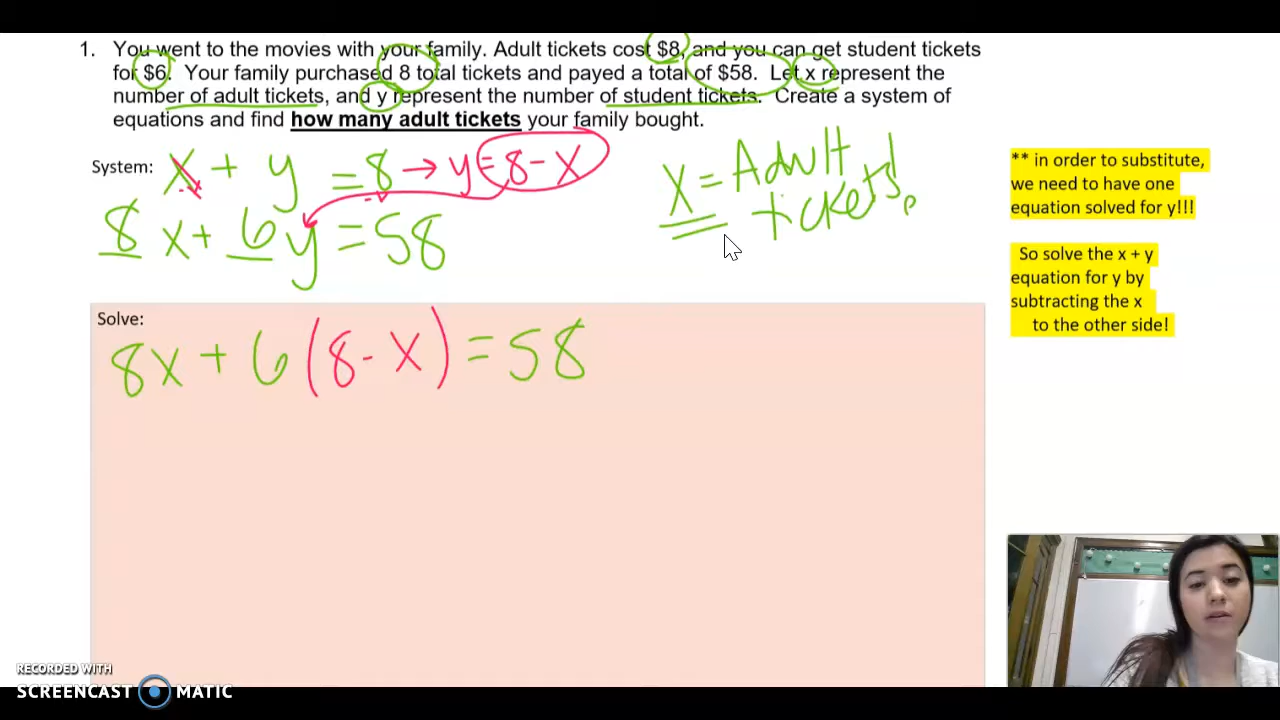 1. You went to the movies with your family. Adult tickets cost $8, and you can get student tickets
for $6. Your family purchased 8 total tickets and payed a total of $58. Let x represent the
number of adult tickets, and y represent the number of student tickets. Create a system of
equations and find how many adult tickets your family bought.
System: x + y = 8 → y = 8 - x
8x + 6y = 58
x = Adult
tickets!
** in order to substitute,
we need to have one
equation solved for y!!!
So solve the x + y
equation for y by
subtracting the x
to the other side!
Solve:
8x + 6(8 - x) = 58
RECORDED WITH
SCREENCAST MATIC